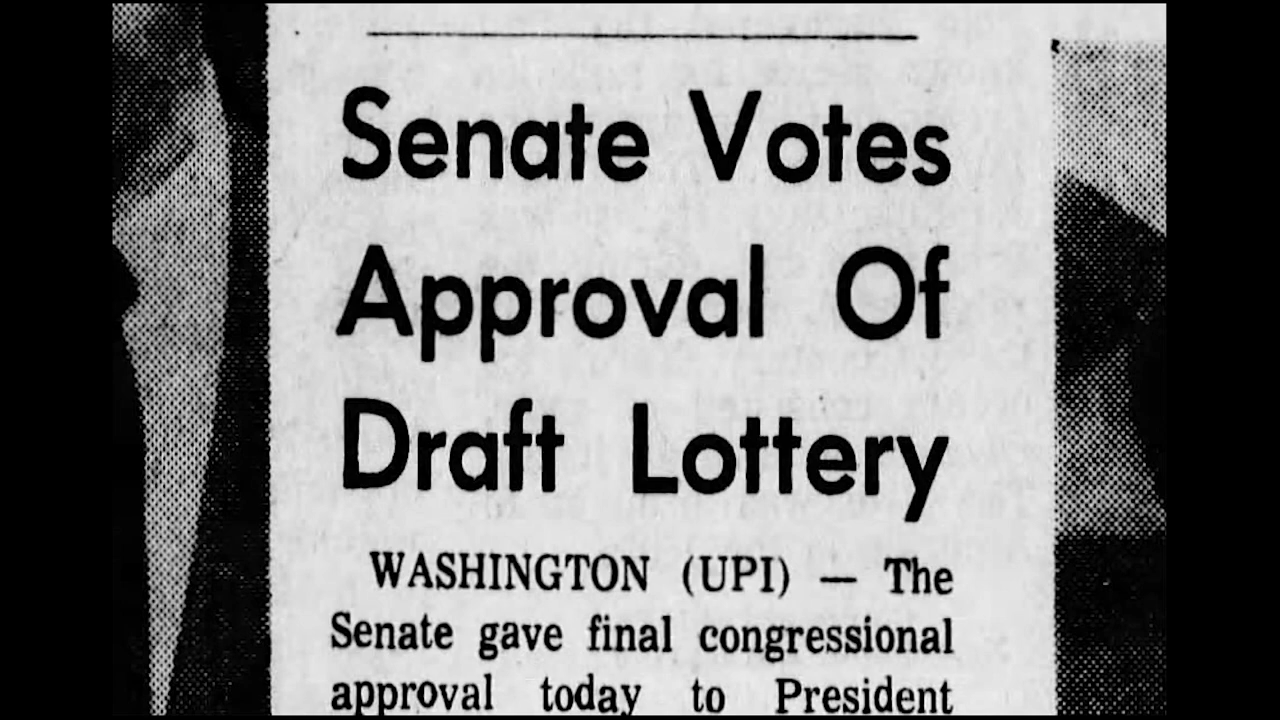 Senate Votes
Approval Of
Draft Lottery
WASHINGTON (UPI) — The
Senate gave final congressional
approval today to President